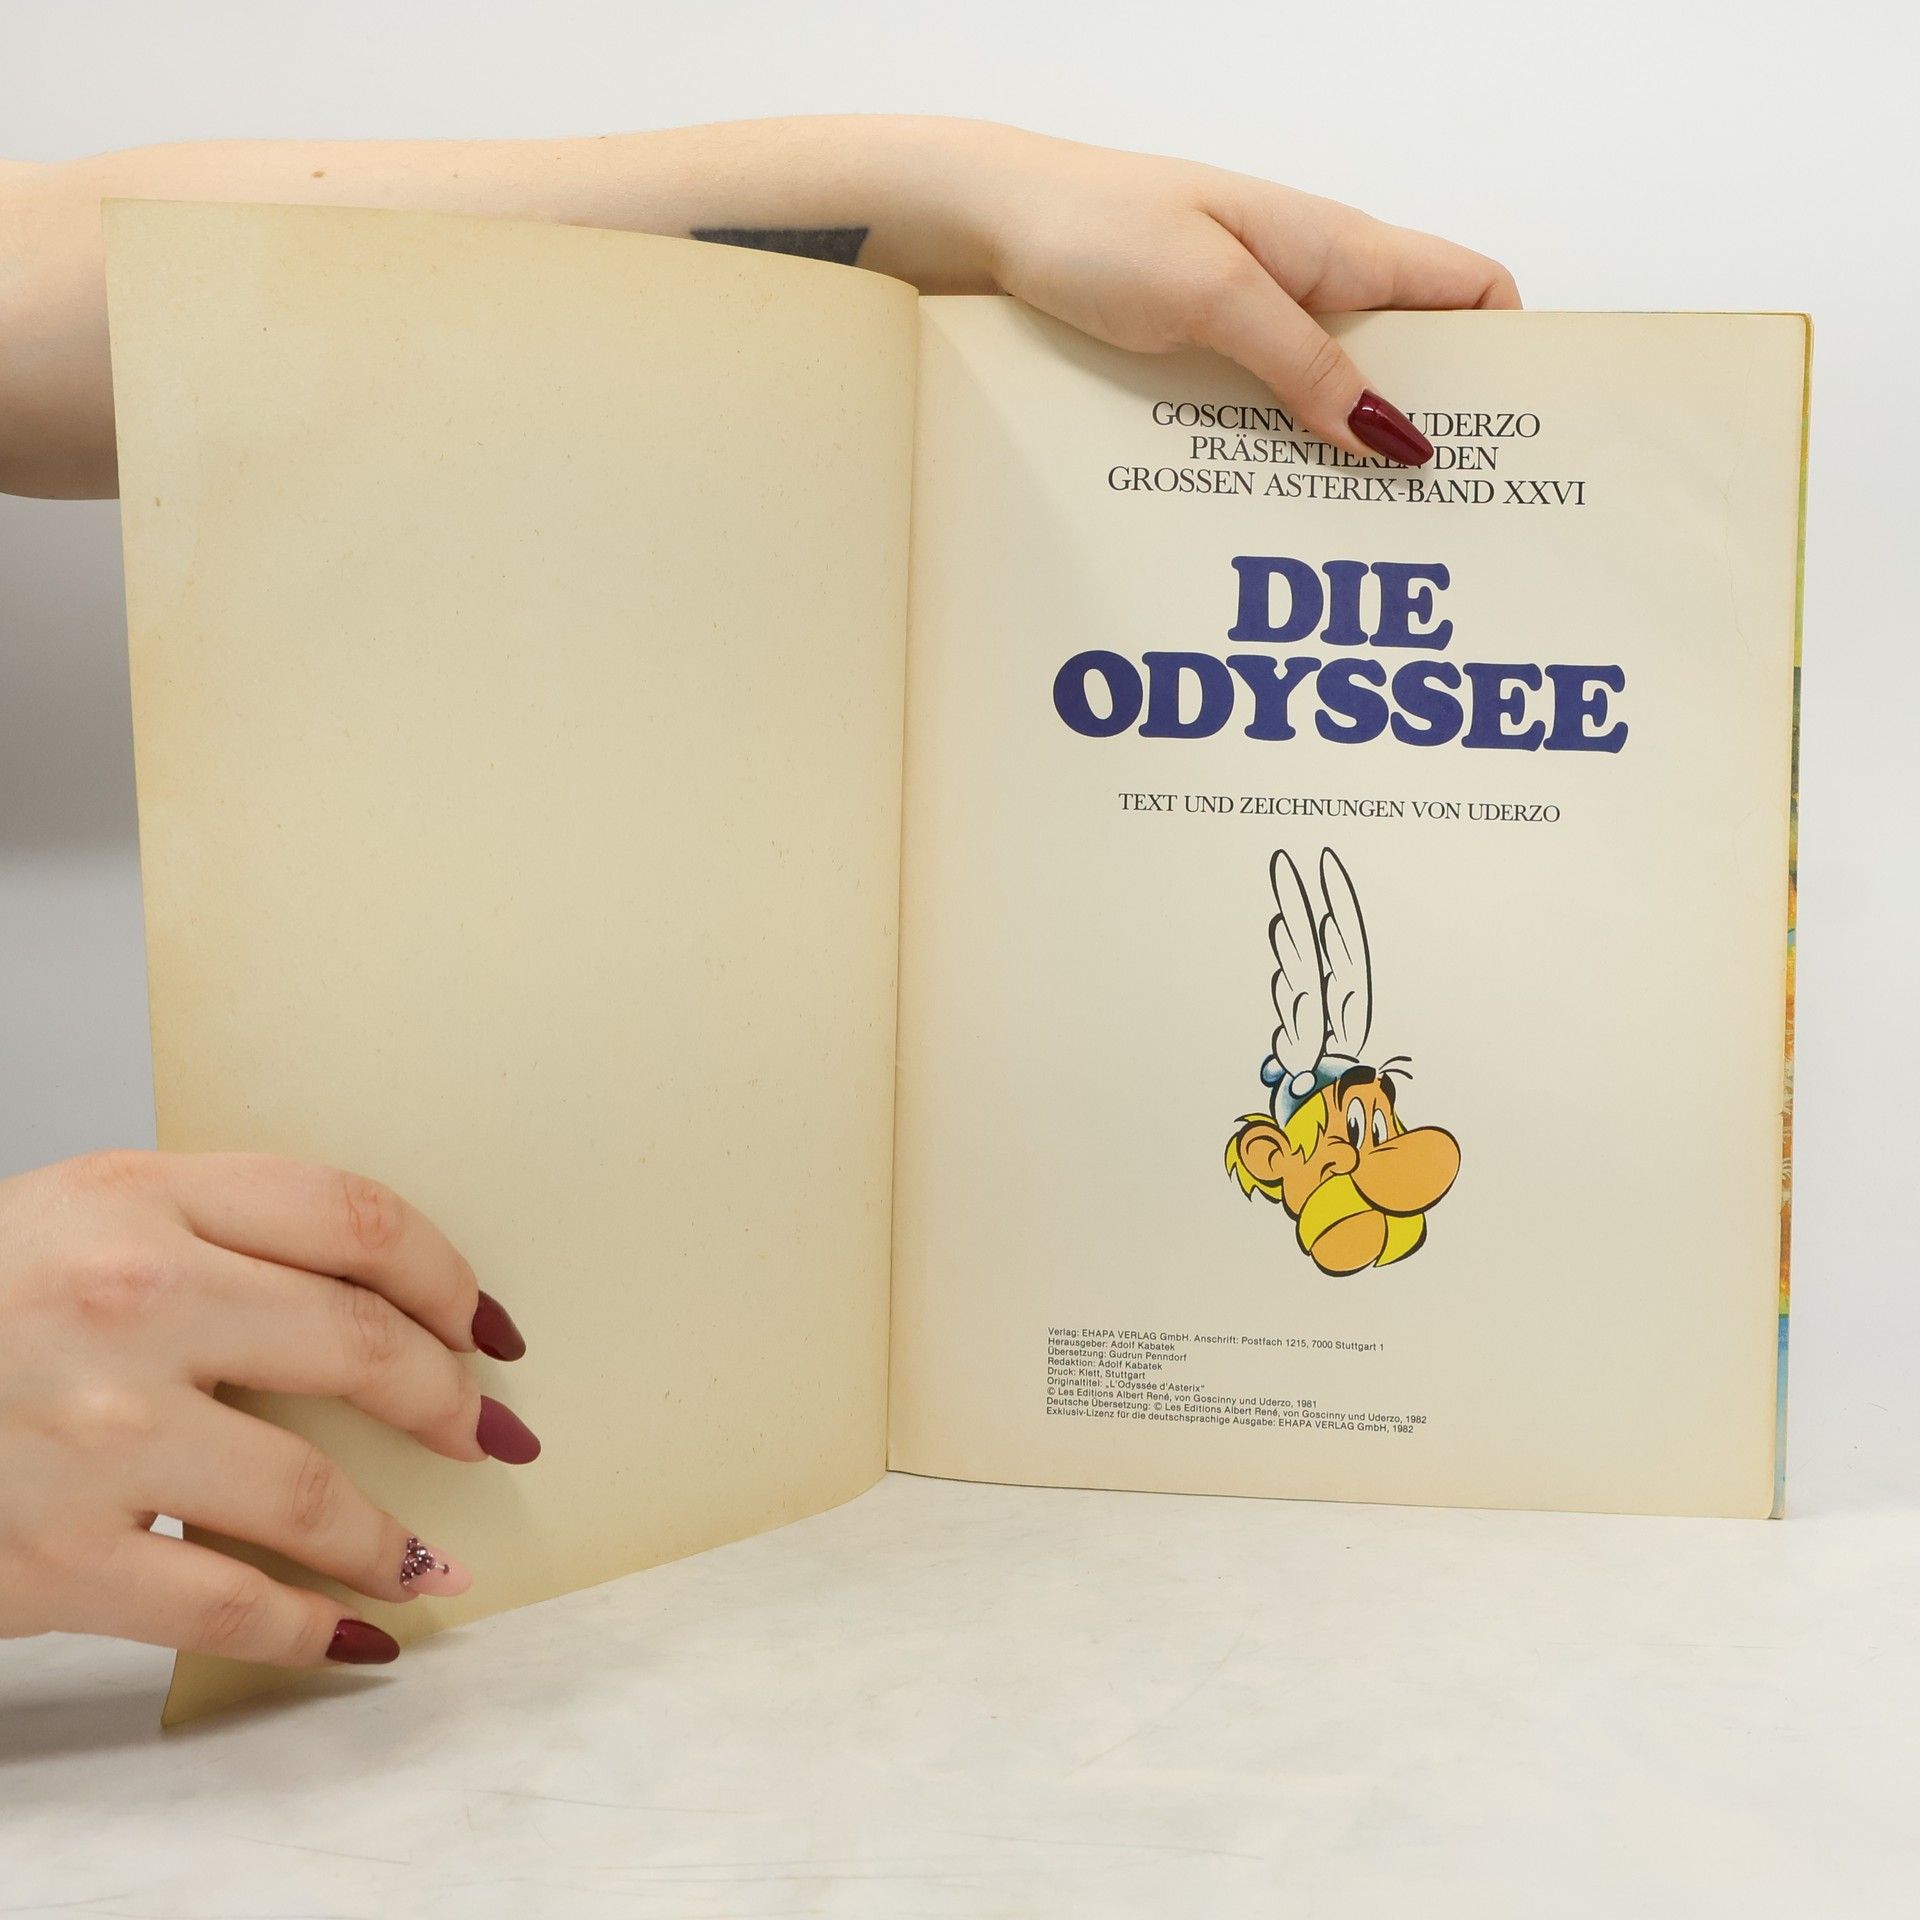 GOSCINN UDERZO
PRÄSENTIEREN DEN
GROSSEN ASTERIX-BAND XXVI
DIE
ODYSSEE
TEXT UND ZEICHNUNGEN VON UDERZO
Verlag: EHAPA VERLAG GmbH. Anschrift: Postfach 1215, 7000 Stuttgart 1
Herausgeber: Adolf Kabatek
Übersetzung: Gudrun Penndorf
Redaktion: Adolf Kabatek
Druck: Klett, Stuttgart
Originaltitel: „L'Odyssée d'Asterix“
© Les Editions Albert René, von Goscinny und Uderzo, 1981
Deutsche Übersetzung: © Les Editions Albert René, von Goscinny und Uderzo, 1982
Exklusiv-Lizenz für die deutschsprachige Ausgabe: EHAPA VERLAG GmbH, 1982